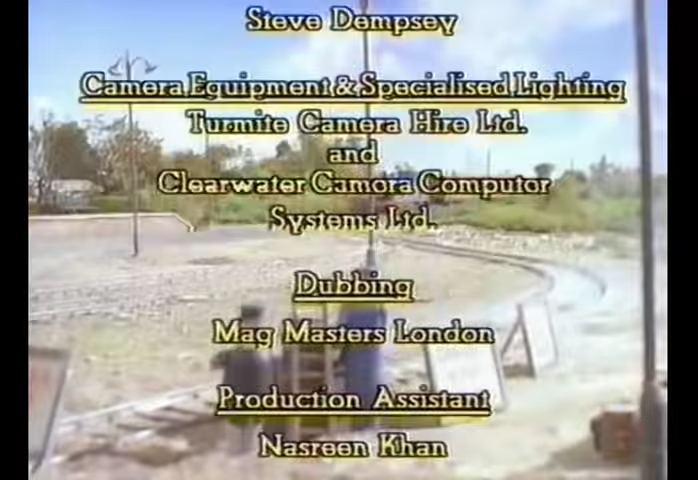 Steve Dempsey
Camera Equipment & Specialised Lighting
Turmite Camera Hire Ltd.
and
Clearwater Camera Computor
Systems Ltd.
Dubbing
Mag Masters London
Production Assistant
Nasreen Khan